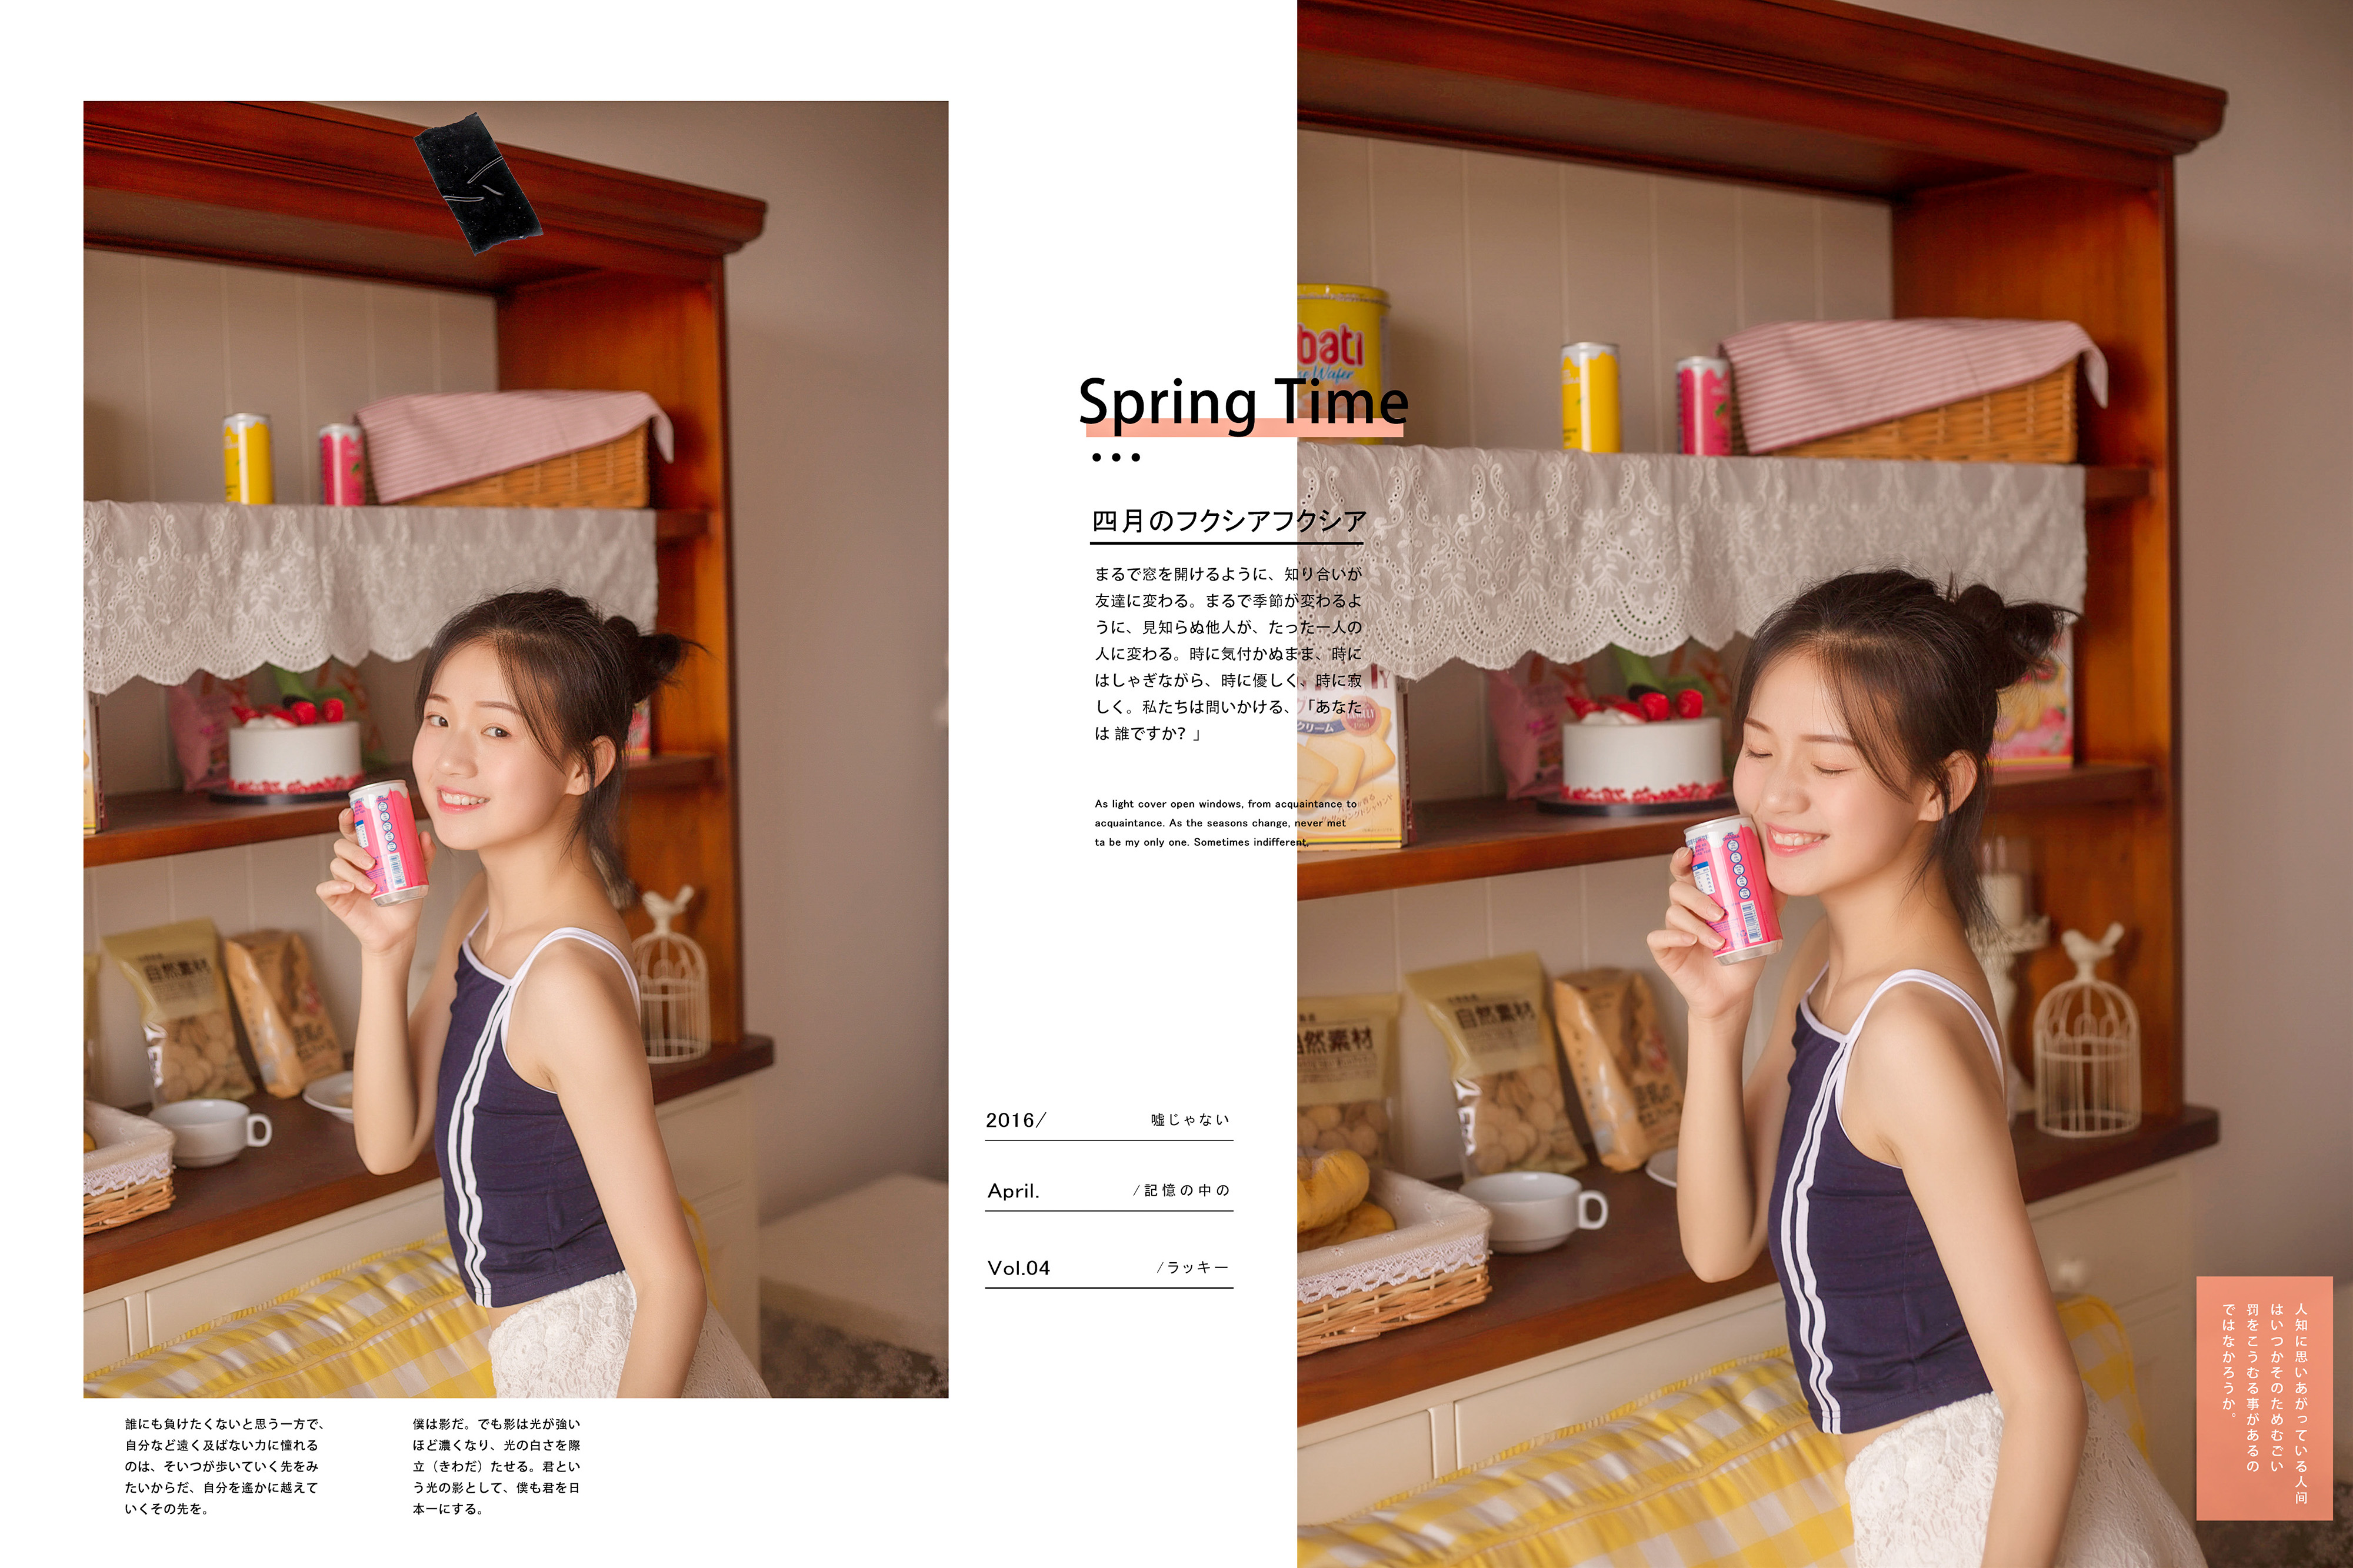 Spring Time
四月のフクシアフクシア
まるで窓を開けるように、知り合いが
友達に変わる。まるで季節が変わるよ
うに、見知らぬ他人が、たった一人の
人に変わる。時に気付かぬまま、時に
はしゃぎながら、時に優しく、時に寂
しく。私たちは問いかける、「あなた
は 誰ですか？」
As light cover open windows, from acquaintance to
acquaintance. As the seasons change, never met
ta be my only one. Sometimes indifferent,
2016/ 嘘じゃない
April. /記憶の中の
Vol.04 /ラッキー
誰にも負けたくないと思う一方で、
自分など遠く及ばない力に憧れる
のは、そいつが歩いていく先をみ
たいからだ、自分を遙かに越えて
いくその先を。
僕は影だ。でも影は光が強い
ほど濃くなり、光の白さを際
立（きわだ）たせる。君とい
う光の影として、僕も君を日
本一にする。
人知に思いあがっている人间
はいつかそのためむごい
罰をこうむる事があるの
ではなかろうか。
bati
クリーム
自然素材
自然素材
然素材